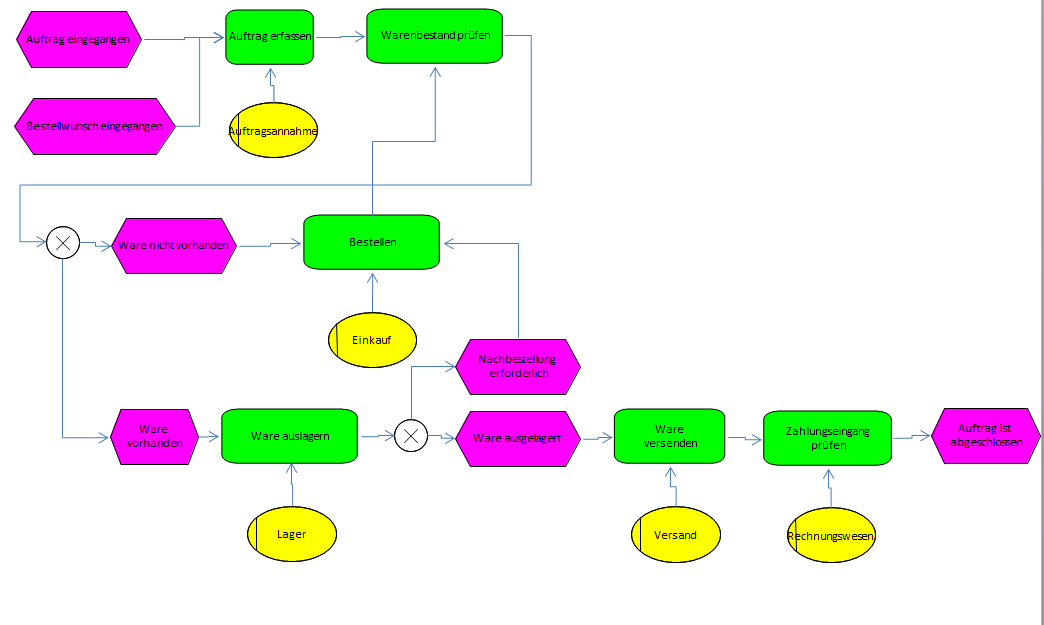 Auftrag eingegangen
Auftrag erfassen
Warenbestand prüfen
Bestellwunsch eingegangen
Auftragsannahme
Ware nicht vorhanden
Bestellen
Einkauf
Nachbestellung
erforderlich
Ware
vorhanden
Ware auslagern
Ware ausgelagert
Ware
versenden
Zahlungseingang
prüfen
Auftrag ist
abgeschlossen
Lager
Versand
Rechnungswesen